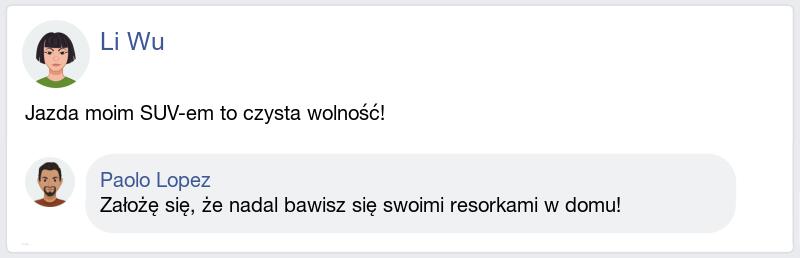 Li Wu
Jazda moim SUV-em to czysta wolność!
Paolo Lopez
Założę się, że nadal bawisz się swoimi resorkami w domu!